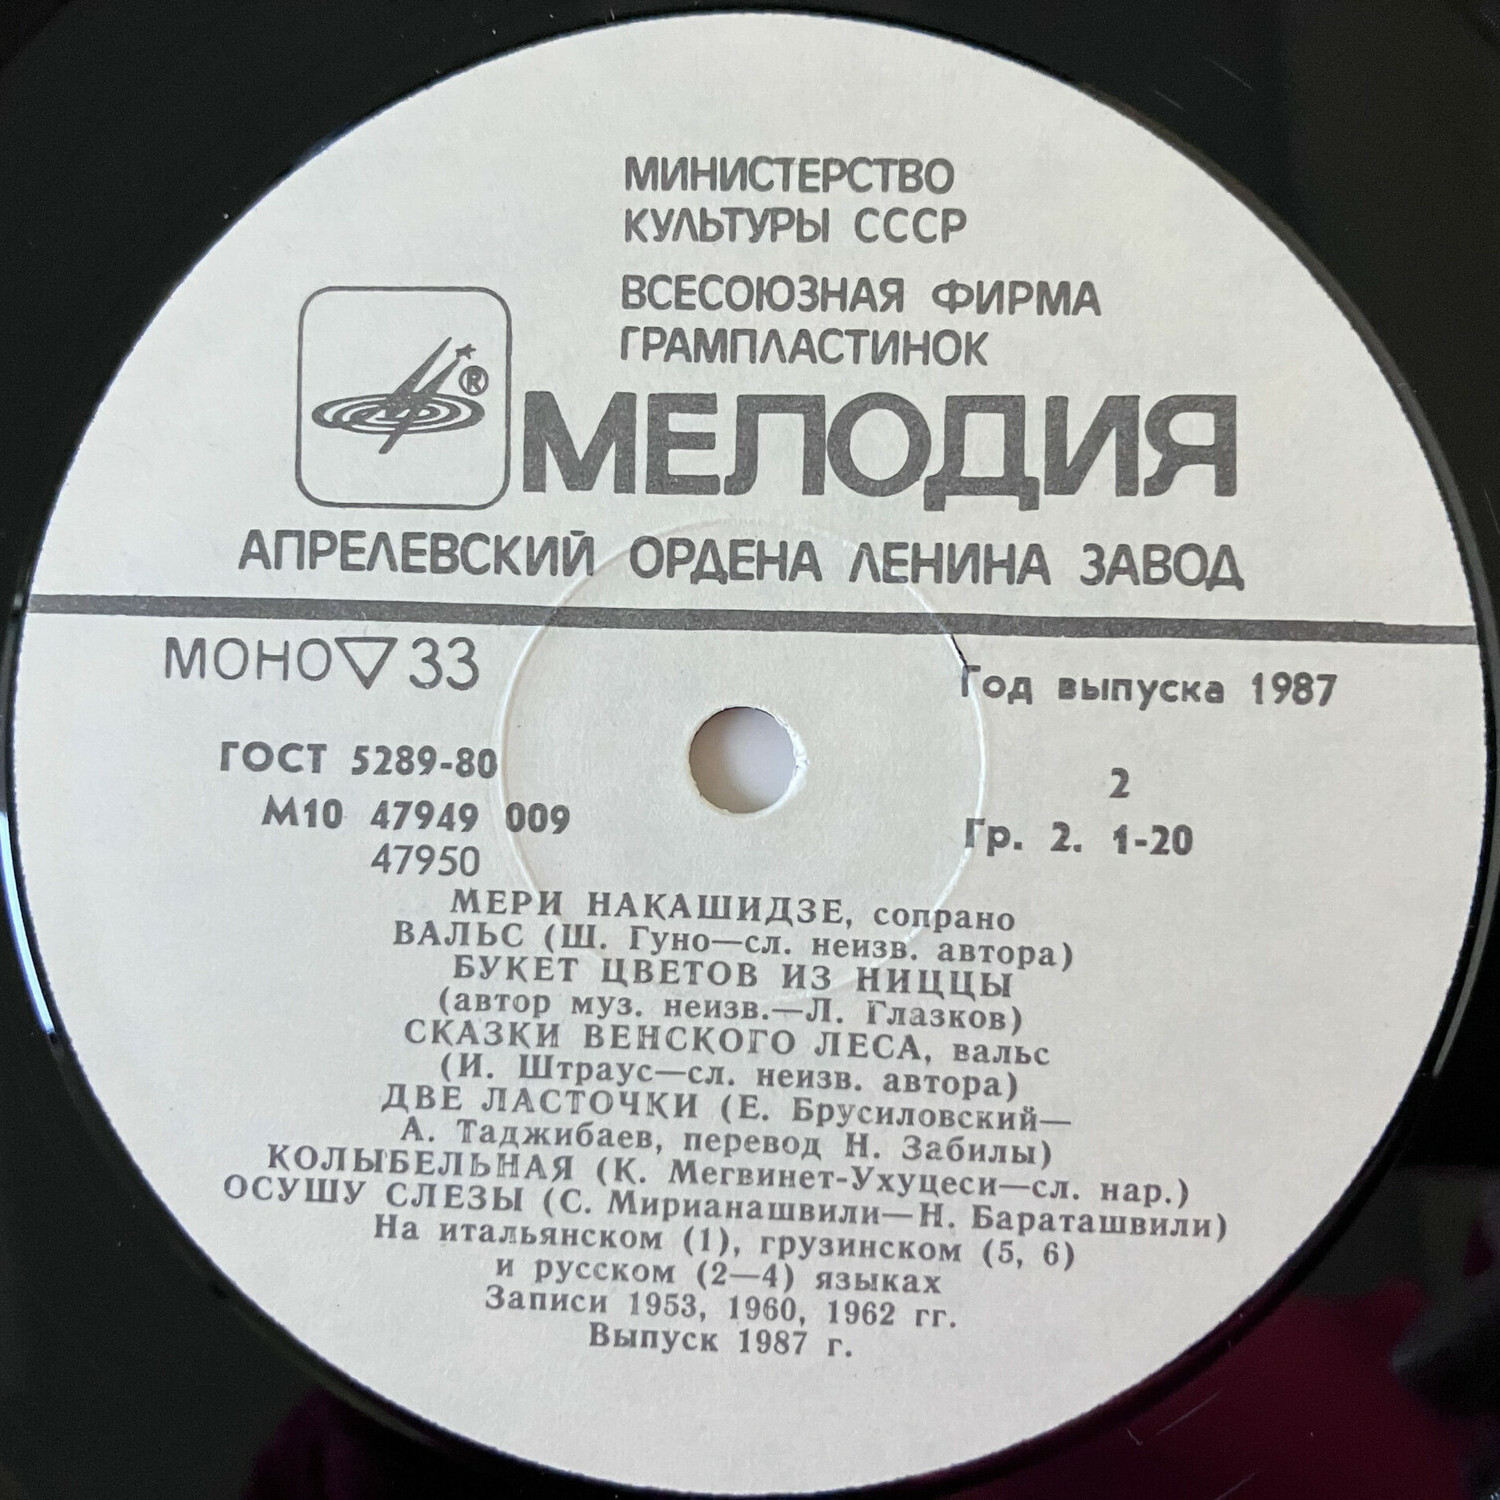 МИНИСТЕРСТВО
КУЛЬТУРЫ СССР
ВСЕСОЮЗНАЯ ФИРМА
ГРАМПЛАСТИНОК
®
МЕЛОДИЯ
АПРЕЛЕВСКИЙ ОРДЕНА ЛЕНИНА ЗАВОД
МОНО ▽ 33
Год выпуска 1987
ГОСТ 5289-80
2
М10 47949 009
Гр. 2. 1-20
47950
МЕРИ НАКАШИДЗЕ, сопрано
ВАЛЬС (Ш. Гуно—сл. неизв. автора)
БУКЕТ ЦВЕТОВ ИЗ НИЦЦЫ
(автор муз. неизв.—Л. Глазков)
СКАЗКИ ВЕНСКОГО ЛЕСА, вальс
(И. Штраус—сл. неизв. автора)
ДВЕ ЛАСТОЧКИ (Е. Брусиловский—
А. Таджибаев, перевод Н. Забилы)
КОЛЫБЕЛЬНАЯ (К. Мегвинет-Ухуцеси—сл. нар.)
ОСУШУ СЛЕЗЫ (С. Мирианашвили—Н. Бараташвили)
На итальянском (1), грузинском (5, 6)
и русском (2—4) языках
Записи 1953, 1960, 1962 гг.
Выпуск 1987 г.